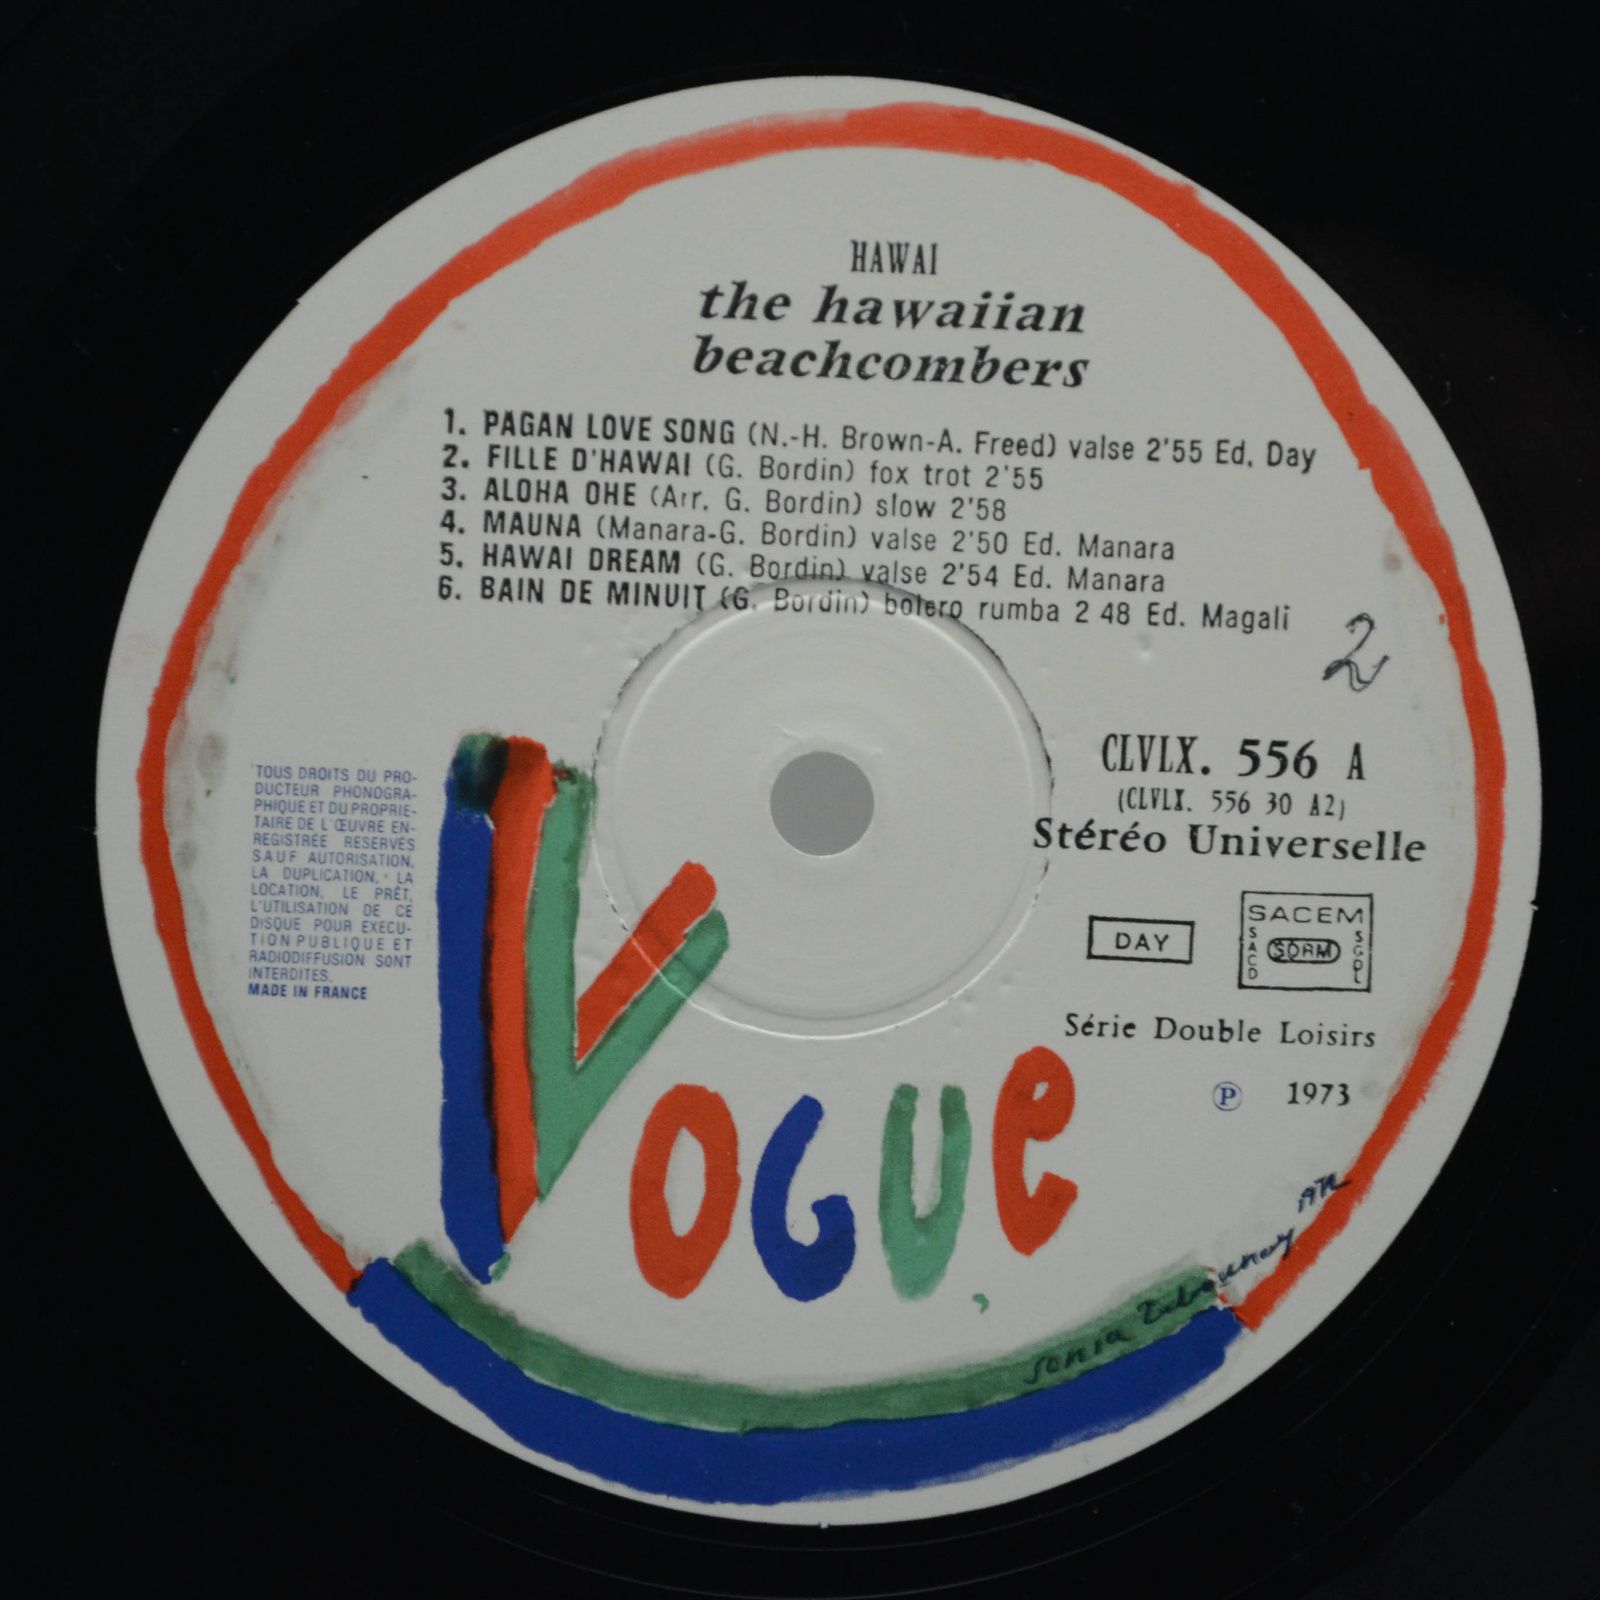 HAWAI
the hawaiian
beachcombers
1. PAGAN LOVE SONG (N.-H. Brown-A. Freed) valse 2'55 Ed. Day
2. FILLE D'HAWAI (G. Bordin) fox trot 2'55
3. ALOHA OHE (Arr. G. Bordin) slow 2'58
4. MAUNA (Manara-G. Bordin) valse 2'50 Ed. Manara
5. HAWAI DREAM (G. Bordin) valse 2'54 Ed. Manara
6. BAIN DE MINUIT (G. Bordin) bolero rumba 2 48 Ed. Magali
2
CLVLX. 556 A
(CLVLX. 556 30 A2)
Stéréo Universelle
DAY
SACEM
SACD
SDRM
SGDL
Série Double Loisirs
℗ 1973
TOUS DROITS DU PRO-
DUCTEUR PHONOGRA-
PHIQUE ET DU PROPRIE-
TAIRE DE L'ŒUVRE EN-
REGISTRÉE RESERVÉS
SAUF AUTORISATION,
LA DUPLICATION, LA
LOCATION, LE PRÊT,
L'UTILISATION DE CE
DISQUE POUR EXECU-
TION PUBLIQUE ET
RADIODIFFUSION SONT
INTERDITES.
MADE IN FRANCE
VOGUE
sonia Delaunay